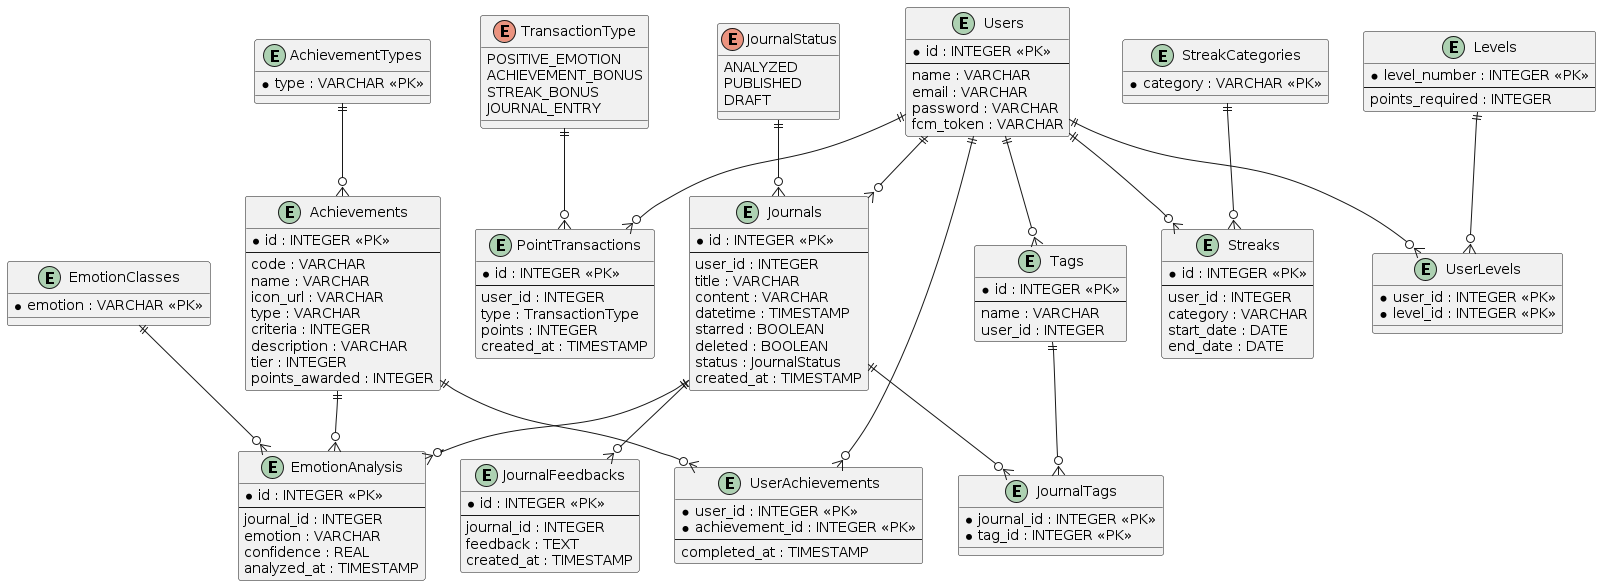 E Users
* id : INTEGER «PK»
name : VARCHAR
email : VARCHAR
password : VARCHAR
fcm_token : VARCHAR
E TransactionType
POSITIVE_EMOTION
ACHIEVEMENT_BONUS
STREAK_BONUS
JOURNAL_ENTRY
E JournalStatus
ANALYZED
PUBLISHED
DRAFT
E AchievementTypes
* type : VARCHAR «PK»
E StreakCategories
* category : VARCHAR «PK»
E Levels
* level_number : INTEGER «PK»
points_required : INTEGER
E Achievements
* id : INTEGER «PK»
code : VARCHAR
name : VARCHAR
icon_url : VARCHAR
type : VARCHAR
criteria : INTEGER
description : VARCHAR
tier : INTEGER
points_awarded : INTEGER
E PointTransactions
* id : INTEGER «PK»
user_id : INTEGER
type : TransactionType
points : INTEGER
created_at : TIMESTAMP
E Journals
* id : INTEGER «PK»
user_id : INTEGER
title : VARCHAR
content : VARCHAR
datetime : TIMESTAMP
starred : BOOLEAN
deleted : BOOLEAN
status : JournalStatus
created_at : TIMESTAMP
E Tags
* id : INTEGER «PK»
name : VARCHAR
user_id : INTEGER
E Streaks
* id : INTEGER «PK»
user_id : INTEGER
category : VARCHAR
start_date : DATE
end_date : DATE
E UserLevels
* user_id : INTEGER «PK»
* level_id : INTEGER «PK»
E EmotionClasses
* emotion : VARCHAR «PK»
E EmotionAnalysis
* id : INTEGER «PK»
journal_id : INTEGER
emotion : VARCHAR
confidence : REAL
analyzed_at : TIMESTAMP
E JournalFeedbacks
* id : INTEGER «PK»
journal_id : INTEGER
feedback : TEXT
created_at : TIMESTAMP
E UserAchievements
* user_id : INTEGER «PK»
* achievement_id : INTEGER «PK»
completed_at : TIMESTAMP
E JournalTags
* journal_id : INTEGER «PK»
* tag_id : INTEGER «PK»